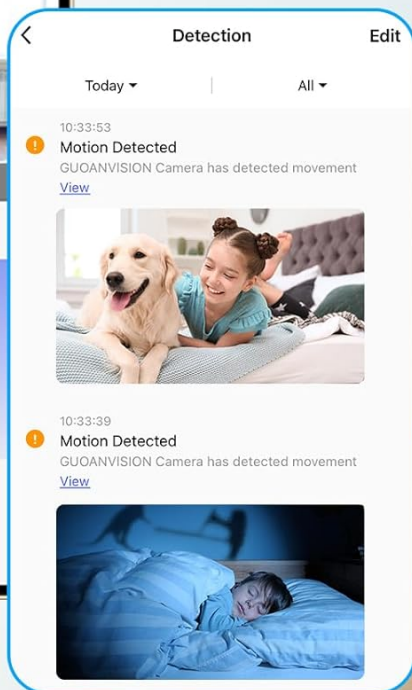 Detection
Edit
Today
All
10:33:53
Motion Detected
GUOANVISION Camera has detected movement
View
10:33:39
Motion Detected
GUOANVISION Camera has detected movement
View